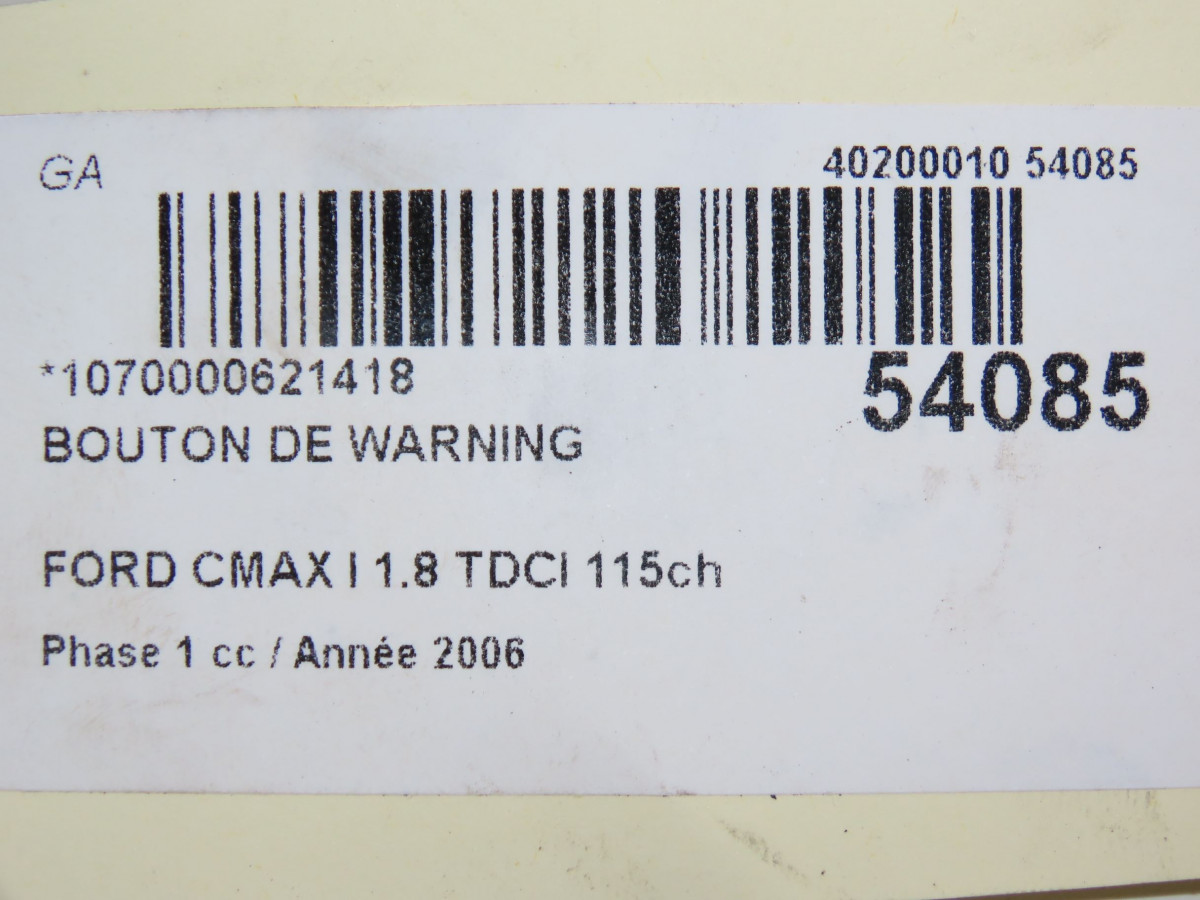 GA
40200010 54085
*1070000621418
54085
BOUTON DE WARNING
FORD CMAX I 1.8 TDCI 115ch
Phase 1 cc / Année 2006